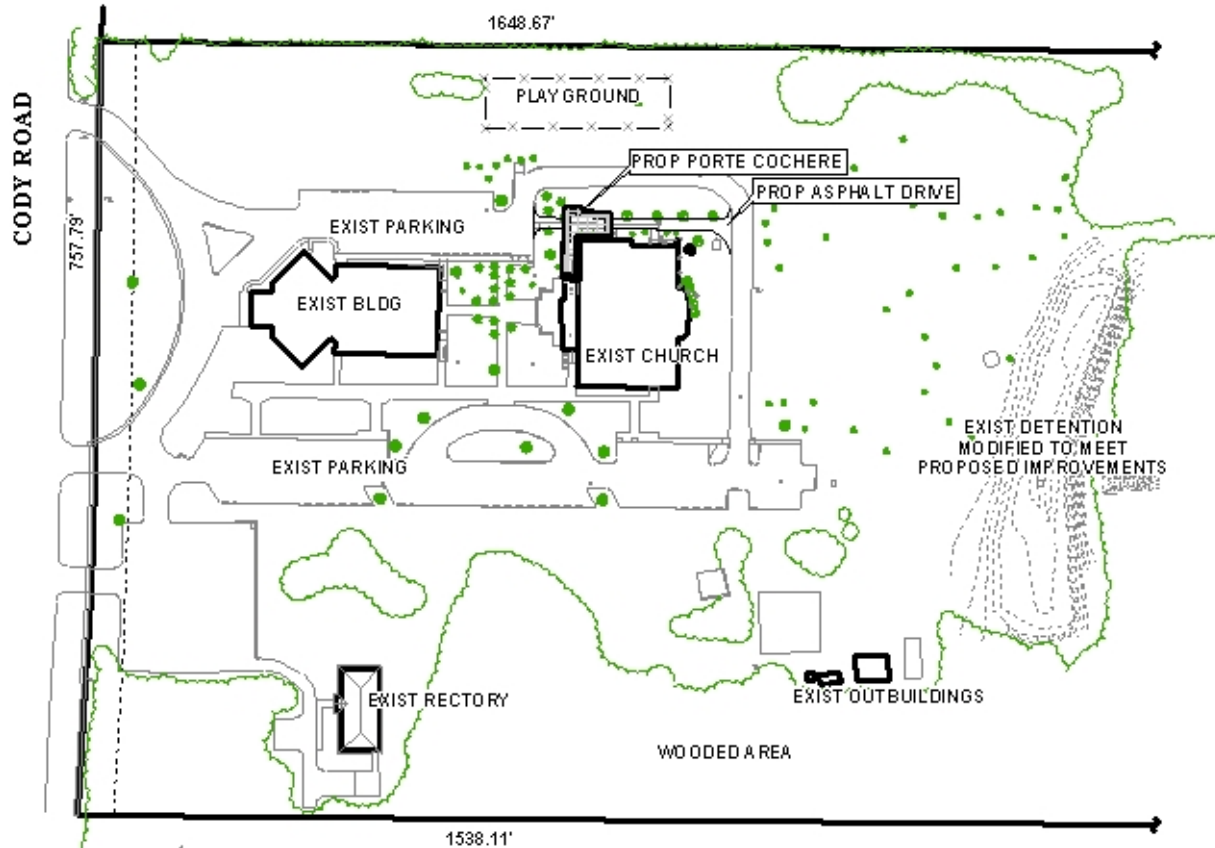 1648.67'
CODY ROAD
PLAYGROUND
PROP PORTE COCHERE
PROP ASPHALT DRIVE
757.79'
EXIST PARKING
EXIST BLDG
EXIST CHURCH
EXIST DETENTION
MODIFIED TO MEET
PROPOSED IMPROVEMENTS
EXIST PARKING
EXIST RECTORY
EXIST OUTBUILDINGS
WOODED AREA
1538.11'